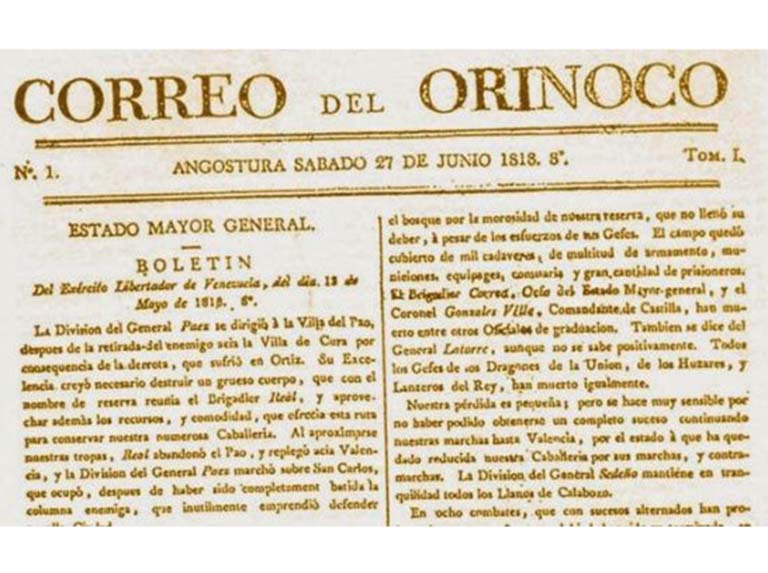 CORREO DEL ORINOCO
Nº. 1. ANGOSTURA SABADO 27 DE JUNIO 1818. 8º. TOM. I.
ESTADO MAYOR GENERAL.
BOLETIN
Del Exército Libertador de Venezuela, del dia 13 de
Mayo de 1818. 8º.
LA Division del General Paez se dirigió à la Villa del Pao,
despues de la retirada del enemigo acia la Villa de Cura por
consequencia de la derrota, que sufrió en Ortiz. Su Exce-
lencia creyó necesario destruir un grueso cuerpo, que con el
nombre de reserva reunia el Brigadier Real, y aprove-
char además los recursos, y comodidad, que ofrecia esta ruta
para conservar nuestra numerosa Caballeria. Al aproximarse
nuestras tropas, Real abandonó el Pao, y replegó acia Valen-
cia, y la Division del General Paez marchó sobre San Carlos,
que ocupó, despues de haber sido completament batida la
columna enemiga, que inutilmente emprendió defender
Ciudad
el bosque por la morosidad de nuestra reserva, que no llenó su
deber, à pesar de los esfuerzos de sus Gefes. El campo quedó
cubierto de mil cadaveres, de multitud de armamento, mu-
niciones, equipages, comisaria y gran cantidad de prisioneros.
El Brigadier Correa, Gefe del Estado Mayor-general, y el
Coronel Gonzales Villa, Comandante de Castilla, han mu-
erto entre otros Oficiales de graduacion. Tambien se dice del
General Latorre, aunque no se sabe positivamente. Todos
los Gefes de los Dragones de la Union, de los Huzares, y
Lanzeros del Rey, han muerto igualmente.
Nuestra pérdida es pequeña; pero se hace muy sensible por
no haber podido obtenerse un completo suceso continuando
nuestras marchas hasta Valencia, por el estado à que ha que-
dado reducida nuestra Caballeria por sus marchas, y contra-
marchas. La Division del General Sedeño mantiene en tran-
quilidad todos los Llanos de Calabozo.
En ocho combates, que con sucesos alternados han pro-